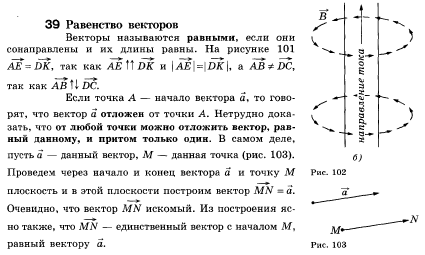 39 Равенство векторов
Векторы называются равными, если они
сонаправлены и их длины равны. На рисунке 101
AE = DK, так как AE ↑↑ DK и |AE|=|DK|, а AB ≠ DC,
так как AB ↑↓ DC.
Если точка A — начало вектора a, то гово-
рят, что вектор a отложен от точки A. Нетрудно дока-
зать, что от любой точки можно отложить вектор, рав-
ный данному, и притом только один. В самом деле,
пусть a — данный вектор, M — данная точка (рис. 103).
Проведем через начало и конец вектора a и точку M
плоскость и в этой плоскости построим вектор MN = a.
Очевидно, что вектор MN искомый. Из построения яс-
но также, что MN — единственный вектор с началом M,
равный вектору a.
B
направление тока
б)
Рис. 102
a
M
N
Рис. 103